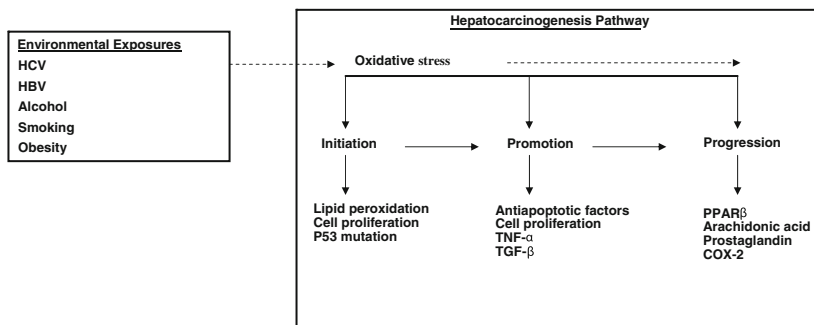 Hepatocarcinogenesis Pathway
Environmental Exposures
HCV
HBV
Alcohol
Smoking
Obesity
Oxidative stress
Initiation
Promotion
Progression
Lipid peroxidation
Cell proliferation
P53 mutation
Antiapoptotic factors
Cell proliferation
TNF-α
TGF-β
PPARβ
Arachidonic acid
Prostaglandin
COX-2